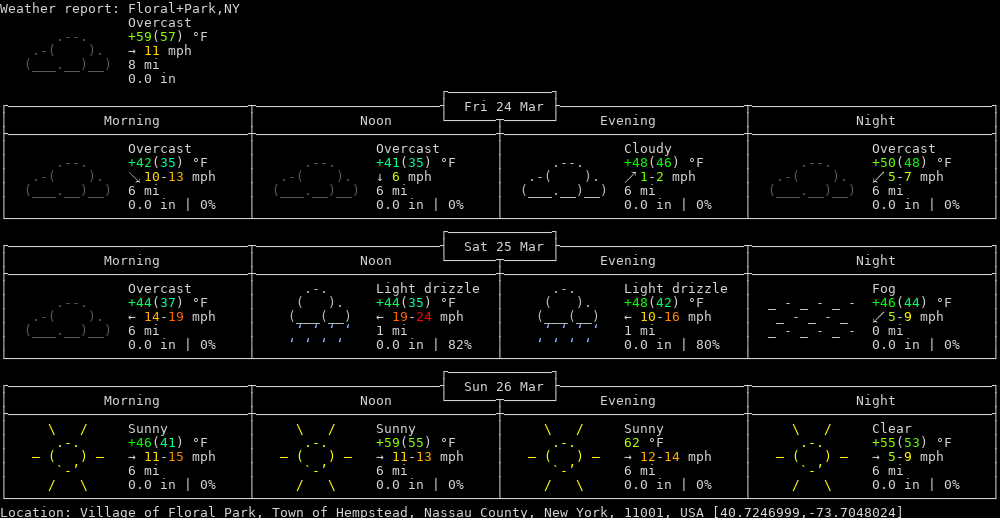 Weather report: Floral+Park,NY
Overcast
+59(57) °F
→ 11 mph
8 mi
0.0 in
Fri 24 Mar
Morning Noon Evening Night
Overcast Overcast Cloudy Overcast
+42(35) °F +41(35) °F +48(46) °F +50(48) °F
↘ 10-13 mph ↓ 6 mph ↗ 1-2 mph ↙ 5-7 mph
6 mi 6 mi 6 mi 6 mi
0.0 in | 0% 0.0 in | 0% 0.0 in | 0% 0.0 in | 0%
Sat 25 Mar
Morning Noon Evening Night
Overcast Light drizzle Light drizzle Fog
+44(37) °F +44(35) °F +48(42) °F +46(44) °F
← 14-19 mph ← 19-24 mph ← 10-16 mph ↙ 5-9 mph
6 mi 1 mi 1 mi 0 mi
0.0 in | 0% 0.0 in | 82% 0.0 in | 80% 0.0 in | 0%
Sun 26 Mar
Morning Noon Evening Night
Sunny Sunny Sunny Clear
+46(41) °F +59(55) °F 62 °F +55(53) °F
→ 11-15 mph → 11-13 mph → 12-14 mph → 5-9 mph
6 mi 6 mi 6 mi 6 mi
0.0 in | 0% 0.0 in | 0% 0.0 in | 0% 0.0 in | 0%
Location: Village of Floral Park, Town of Hempstead, Nassau County, New York, 11001, USA [40.7246999,-73.7048024]